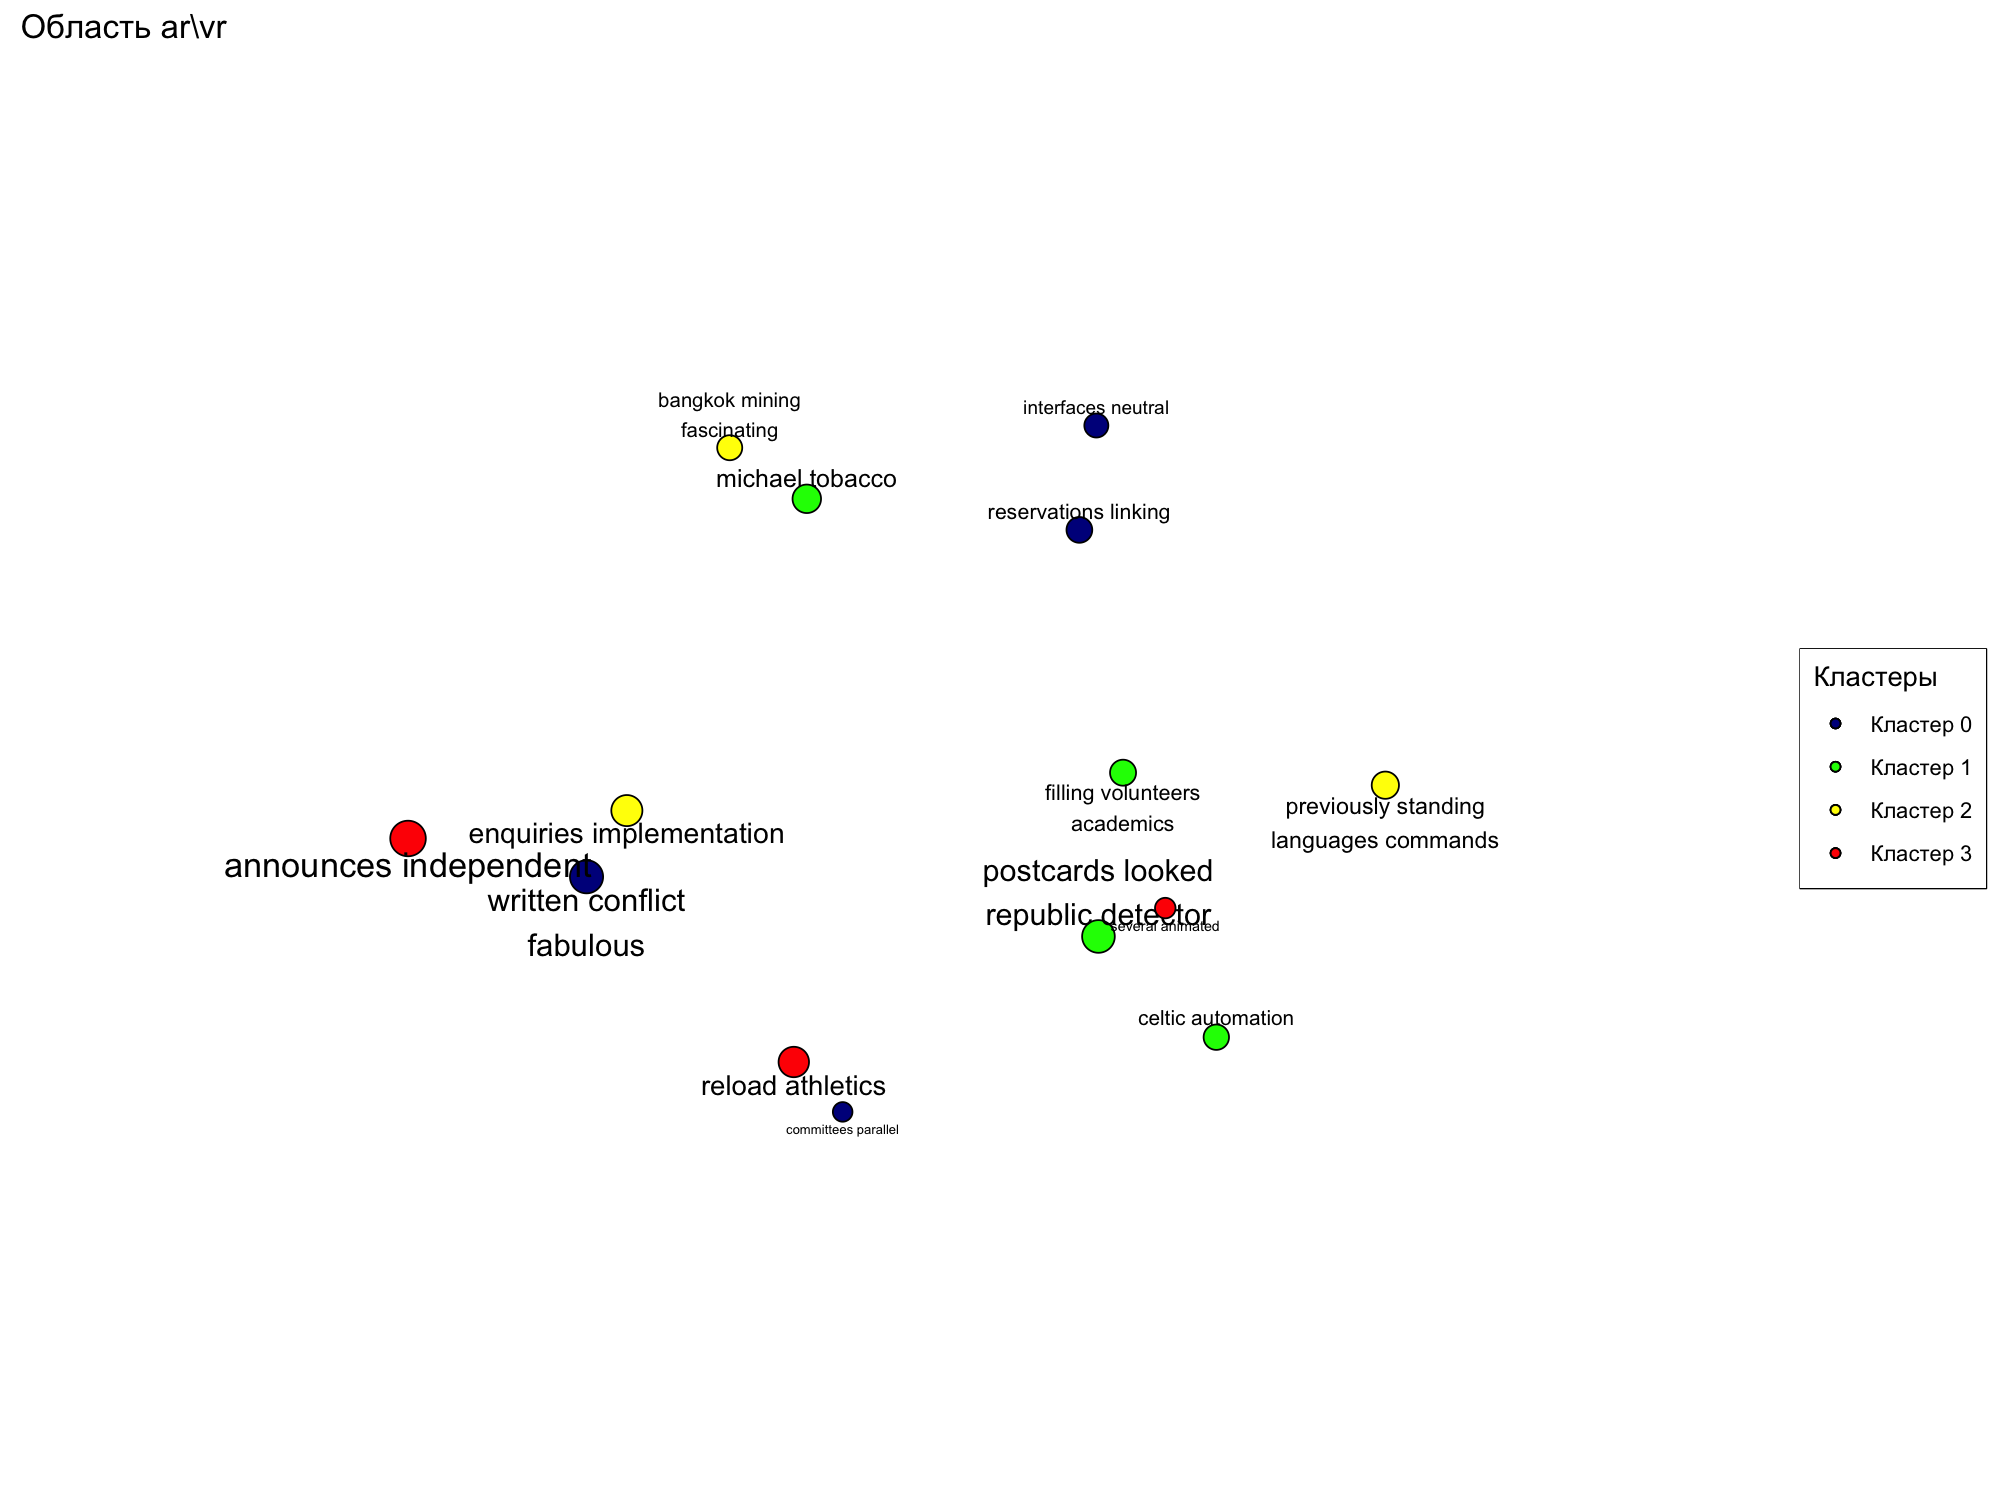 Область ar\vr
bangkok mining
fascinating
michael tobacco
interfaces neutral
reservations linking
filling volunteers
academics
previously standing
languages commands
enquiries implementation
announces independent
written conflict
fabulous
postcards looked
republic detector
several animated
celtic automation
reload athletics
committees parallel
Кластеры
Кластер 0
Кластер 1
Кластер 2
Кластер 3